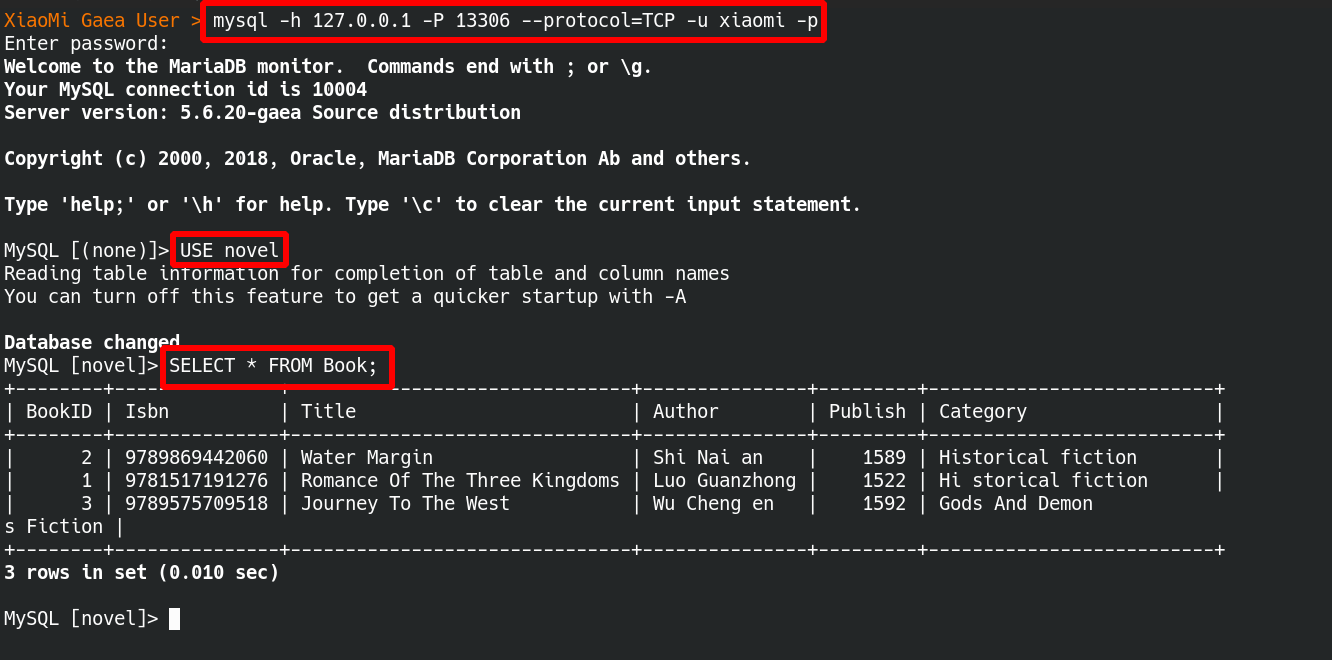 XiaoMi Gaea User > mysql -h 127.0.0.1 -P 13306 --protocol=TCP -u xiaomi -p
Enter password:
Welcome to the MariaDB monitor.  Commands end with ; or \g.
Your MySQL connection id is 10004
Server version: 5.6.20-gaea Source distribution
Copyright (c) 2000, 2018, Oracle, MariaDB Corporation Ab and others.
Type 'help;' or '\h' for help. Type '\c' to clear the current input statement.
MySQL [(none)]> USE novel
Reading table information for completion of table and column names
You can turn off this feature to get a quicker startup with -A
Database changed
MySQL [novel]> SELECT * FROM Book;
+--------+---------------+-------------------------------+---------------+---------+--------------------------+
| BookID | Isbn          | Title                         | Author        | Publish | Category                 |
+--------+---------------+-------------------------------+---------------+---------+--------------------------+
|      2 | 9789869442060 | Water Margin                  | Shi Nai an    |    1589 | Historical fiction       |
|      1 | 9781517191276 | Romance Of The Three Kingdoms | Luo Guanzhong |    1522 | Hi storical fiction      |
|      3 | 9789575709518 | Journey To The West           | Wu Cheng en   |    1592 | Gods And Demon
s Fiction |
+--------+---------------+-------------------------------+---------------+---------+--------------------------+
3 rows in set (0.010 sec)
MySQL [novel]>